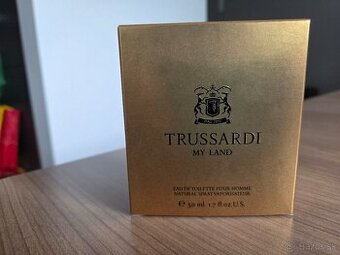 TRUSSARDI
MY LAND
EAU DE TOILETTE POUR HOMME
NATURAL SPRAY VAPORISATEUR
℮ 50 ml. 1.7 fl.oz. U.S.